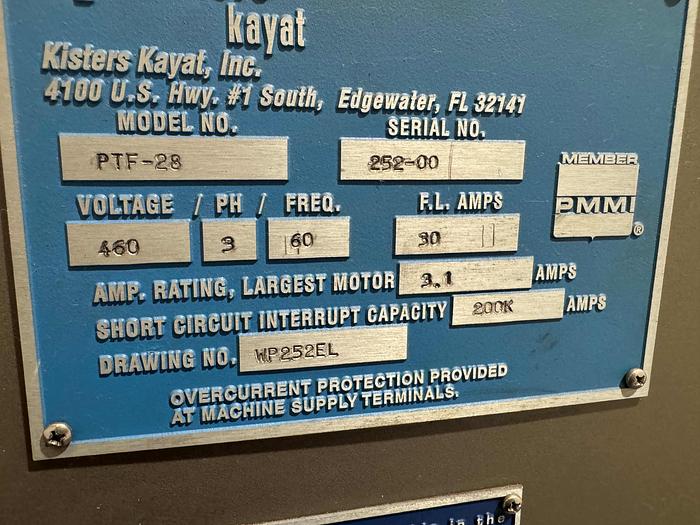 kayat
Kisters Kayat, Inc.
4100 U.S. Hwy. #1 South, Edgewater, FL 32141
MODEL NO. SERIAL NO.
PTF-28 252-00
MEMBER
PMMI
®
VOLTAGE / PH / FREQ. F.L. AMPS
460 3 60 30
AMP. RATING, LARGEST MOTOR 3.1 AMPS
SHORT CIRCUIT INTERRUPT CAPACITY 200K AMPS
DRAWING NO. WP252EL
OVERCURRENT PROTECTION PROVIDED
AT MACHINE SUPPLY TERMINALS.
in the